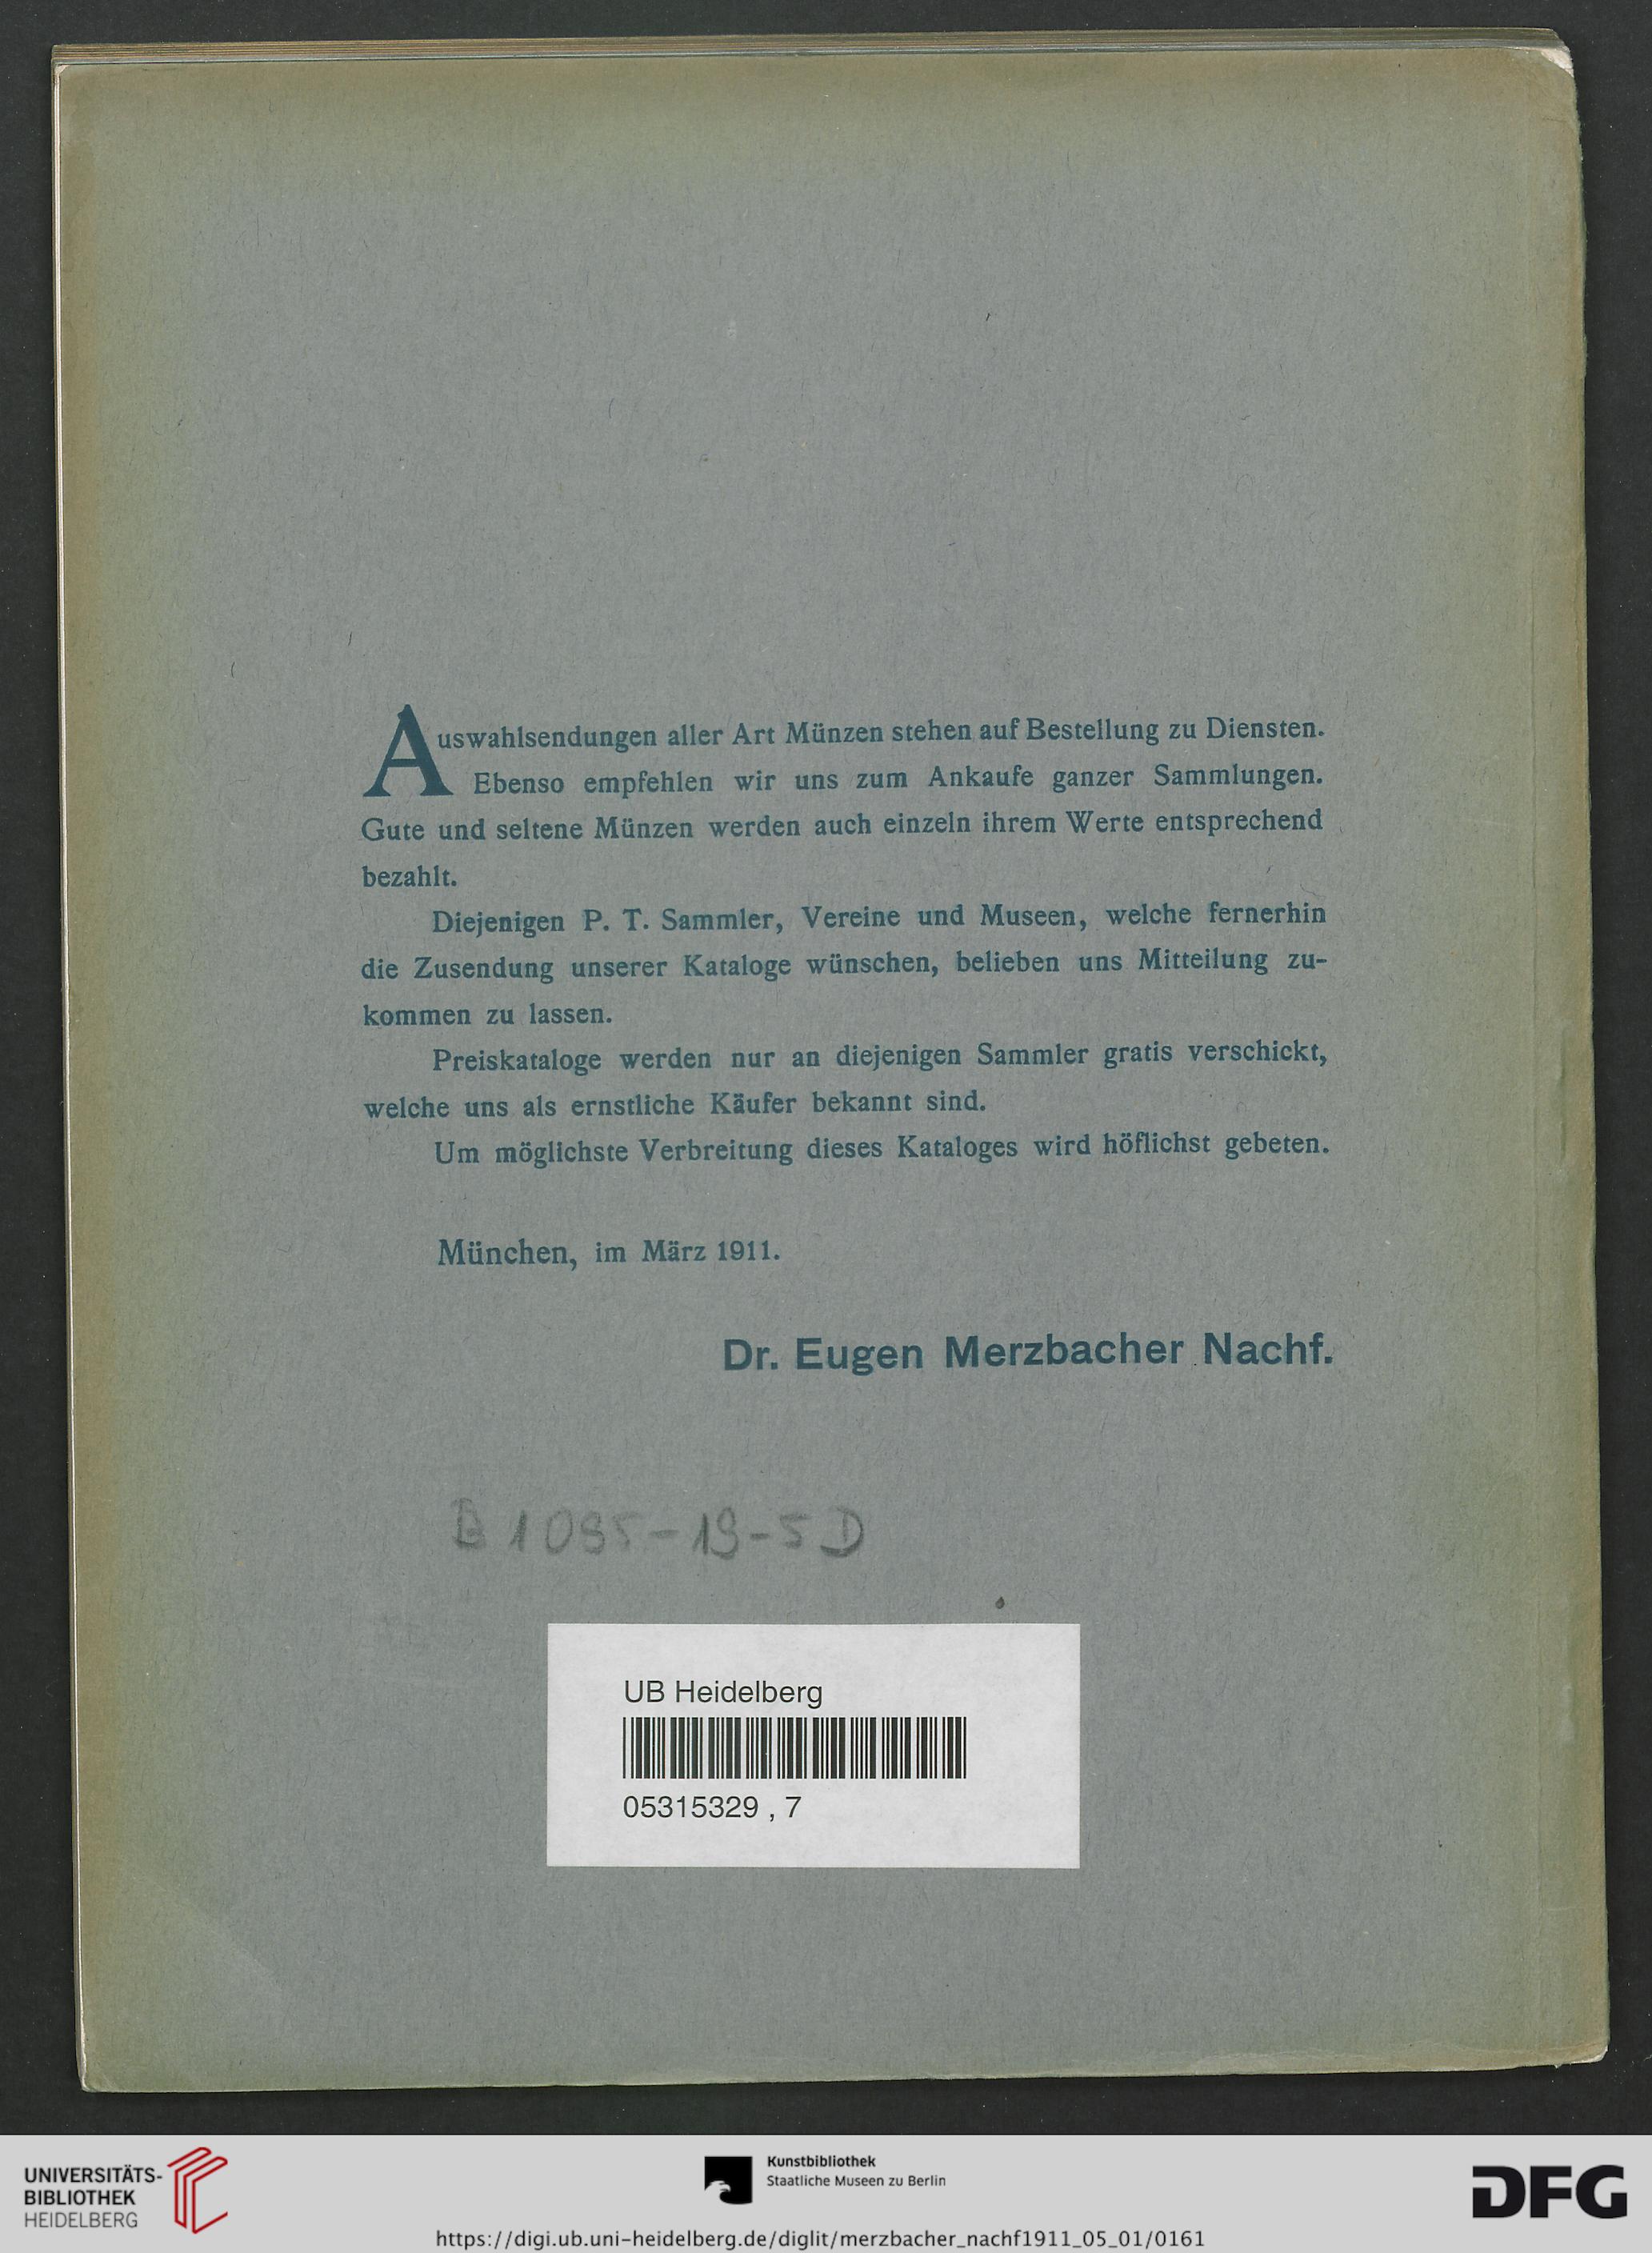 Auswahlsendungen aller Art Münzen stehen auf Bestellung zu Diensten.
Ebenso empfehlen wir uns zum Ankaufe ganzer Sammlungen.
Gute und seltene Münzen werden auch einzeln ihrem Werte entsprechend
bezahlt.
Diejenigen P. T. Sammler, Vereine und Museen, welche fernerhin
die Zusendung unserer Kataloge wünschen, belieben uns Mitteilung zu-
kommen zu lassen.
Preiskataloge werden nur an diejenigen Sammler gratis verschickt,
welche uns als ernstliche Käufer bekannt sind.
Um möglichste Verbreitung dieses Kataloges wird höflichst gebeten.
München, im März 1911.
Dr. Eugen Merzbacher Nachf.
B 1095-19-5 D
UB Heidelberg
05315329 , 7
UNIVERSITÄTS-
BIBLIOTHEK
HEIDELBERG
Kunstbibliothek
Staatliche Museen zu Berlin
DFG
https://digi.ub.uni-heidelberg.de/diglit/merzbacher_nachf1911_05_01/0161